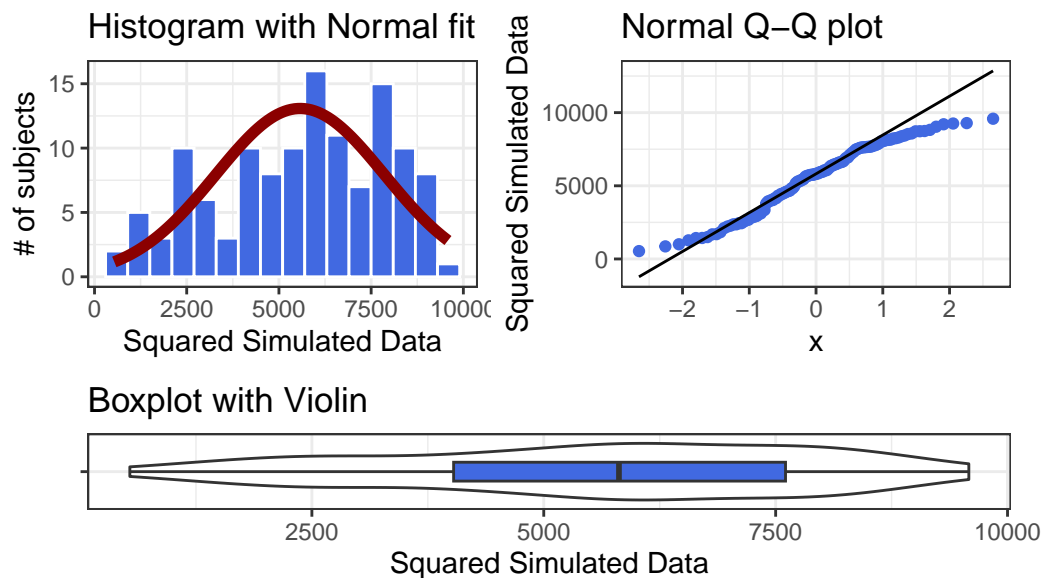 Histogram with Normal fit
# of subjects
15
10
5
0
0 2500 5000 7500 10000
Squared Simulated Data
Normal Q−Q plot
Squared Simulated Data
10000
5000
0
−2 −1 0 1 2
x
Boxplot with Violin
2500 5000 7500 10000
Squared Simulated Data